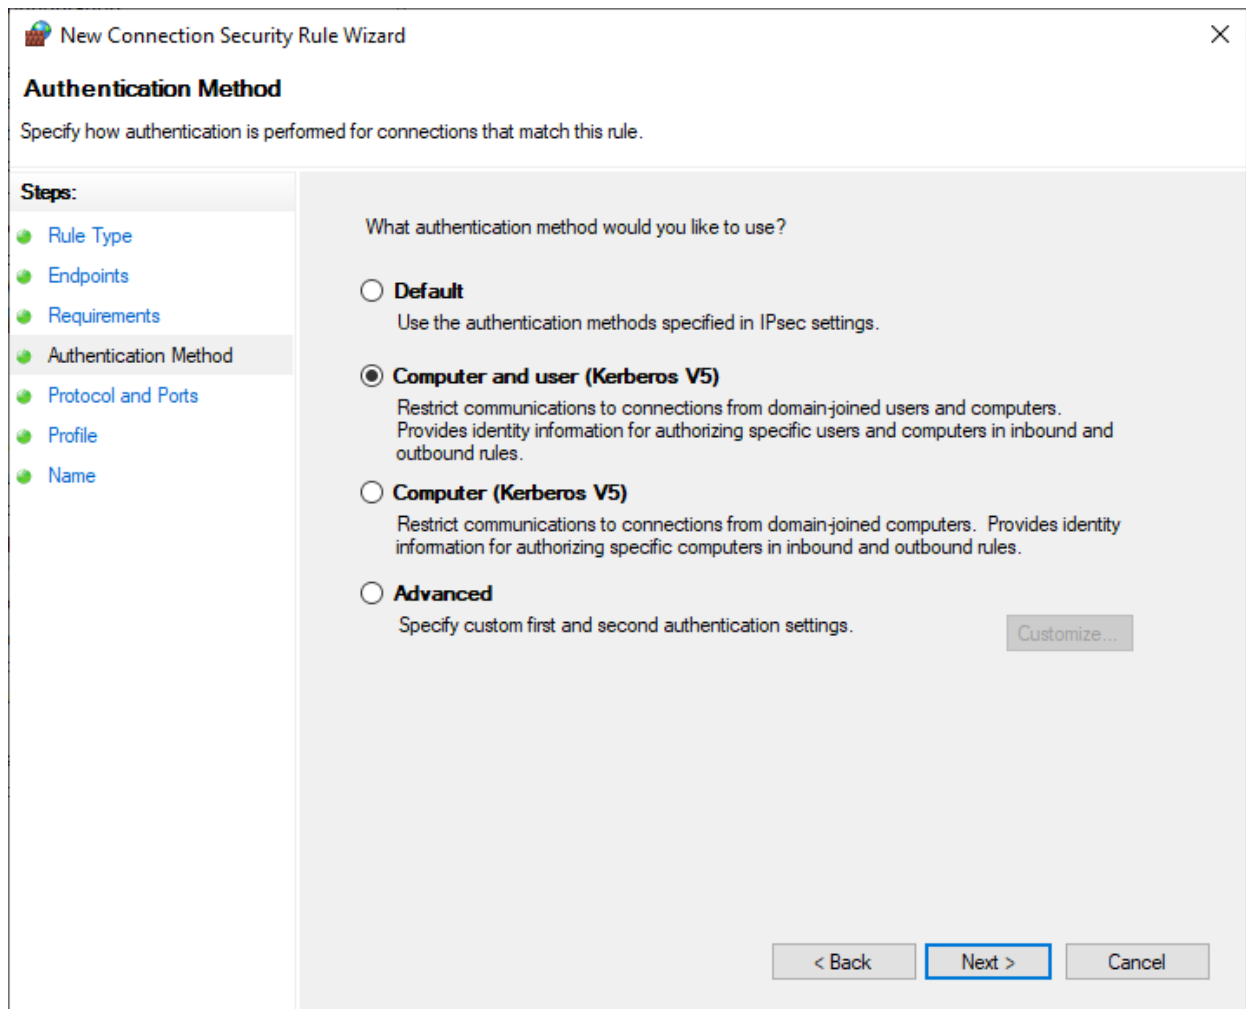 New Connection Security Rule Wizard
Authentication Method
Specify how authentication is performed for connections that match this rule.
Steps:
Rule Type
Endpoints
Requirements
Authentication Method
Protocol and Ports
Profile
Name
What authentication method would you like to use?
Default
Use the authentication methods specified in IPsec settings.
Computer and user (Kerberos V5)
Restrict communications to connections from domain-joined users and computers.
Provides identity information for authorizing specific users and computers in inbound and
outbound rules.
Computer (Kerberos V5)
Restrict communications to connections from domain-joined computers.  Provides identity
information for authorizing specific computers in inbound and outbound rules.
Advanced
Specify custom first and second authentication settings.
Customize...
< Back
Next >
Cancel